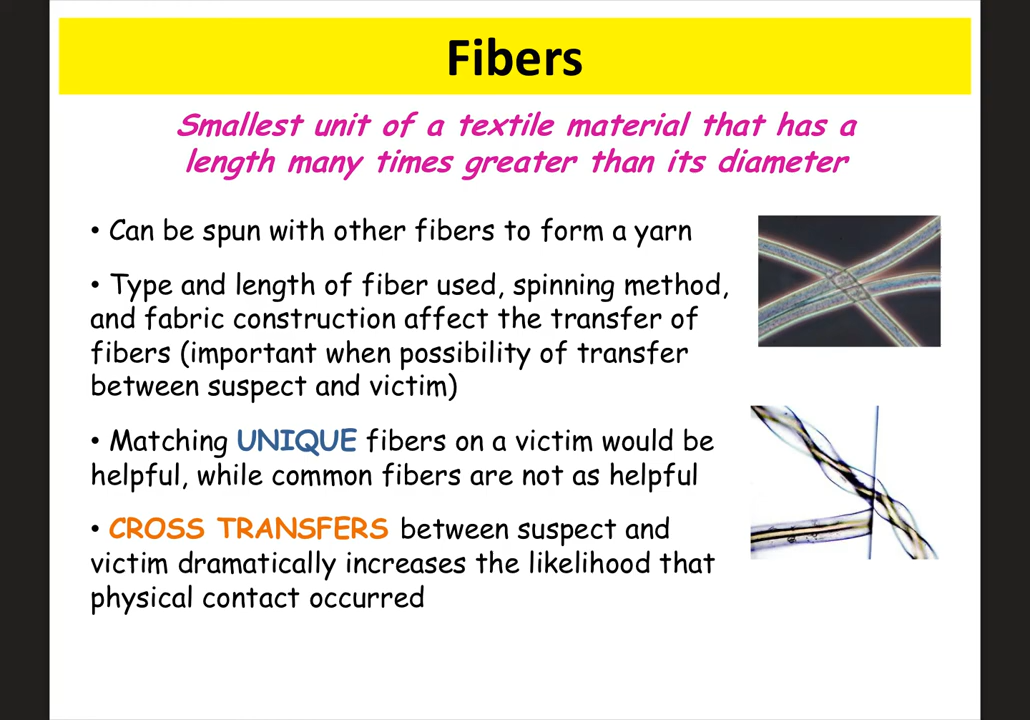 Fibers
Smallest unit of a textile material that has a
length many times greater than its diameter
• Can be spun with other fibers to form a yarn
• Type and length of fiber used, spinning method,
and fabric construction affect the transfer of
fibers (important when possibility of transfer
between suspect and victim)
• Matching UNIQUE fibers on a victim would be
helpful, while common fibers are not as helpful
• CROSS TRANSFERS between suspect and
victim dramatically increases the likelihood that
physical contact occurred